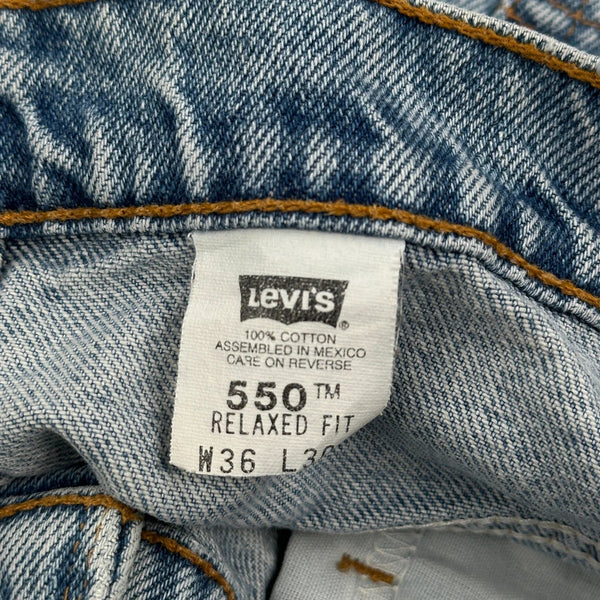 LEVI'S ®
100% COTTON
ASSEMBLED IN MEXICO
CARE ON REVERSE
550™
RELAXED FIT
W36